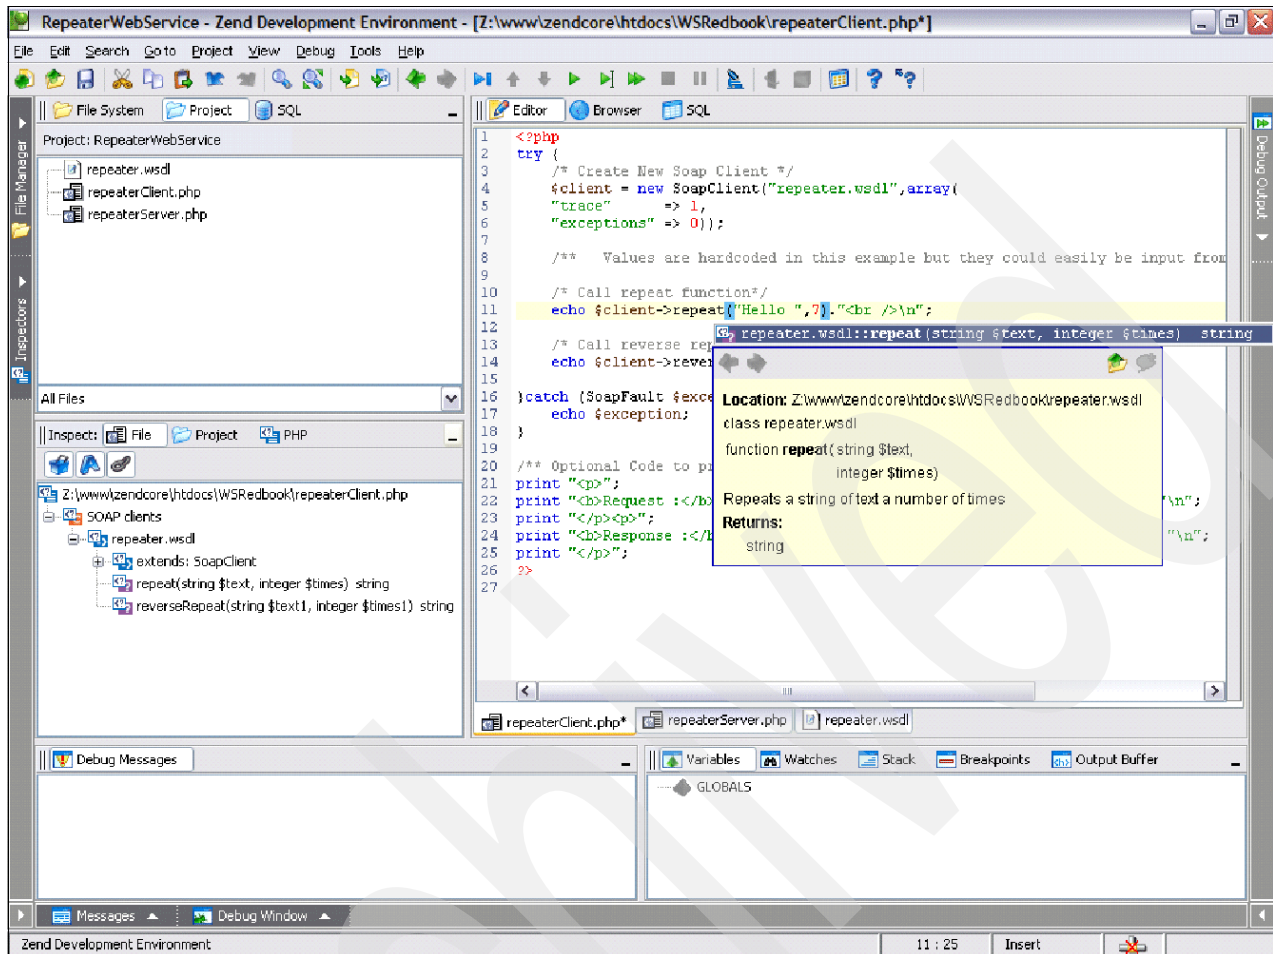 RepeaterWebService - Zend Development Environment - [Z:\www\zendcore\htdocs\WSRedbook\repeaterClient.php*]
File Edit Search Goto Project View Debug Tools Help
File System Project SQL
Project: RepeaterWebService
repeater.wsdl
repeaterClient.php
repeaterServer.php
All Files
File Manager
Inspectors
Inspect: File Project PHP
Z:\www\zendcore\htdocs\WSRedbook\repeaterClient.php
SOAP clients
repeater.wsdl
extends: SoapClient
repeat(string $text, integer $times) string
reverseRepeat(string $text1, integer $times1) string
Editor Browser SQL
1 <?php
2 try {
3 /* Create New Soap Client */
4 $client = new SoapClient("repeater.wsdl",array(
5 "trace" => 1,
6 "exceptions" => 0));
7
8 /** Values are hardcoded in this example but they could easily be input from
9
10 /* Call repeat function*/
11 echo $client->repeat("Hello ",7)."<br />\n";
12
13 /* Call reverse rep
14 echo $client->rever
15
16 }catch (SoapFault $exce
17 echo $exception;
18 }
19
20 /** Optional Code to pr
21 print "<p>";
22 print "<b>Request :</b> "\n";
23 print "</p><p>";
24 print "<b>Response :</b "\n";
25 print "</p>";
26 ?>
27
repeater.wsdl::repeat(string $text, integer $times) string
Location: Z:\www\zendcore\htdocs\WSRedbook\repeater.wsdl
class repeater.wsdl
function repeat( string $text,
integer $times)
Repeats a string of text a number of times
Returns:
string
Debug Output
repeaterClient.php* repeaterServer.php repeater.wsdl
Debug Messages
Variables Watches Stack Breakpoints Output Buffer
GLOBALS
Messages Debug Window
Zend Development Environment 11 : 25 Insert